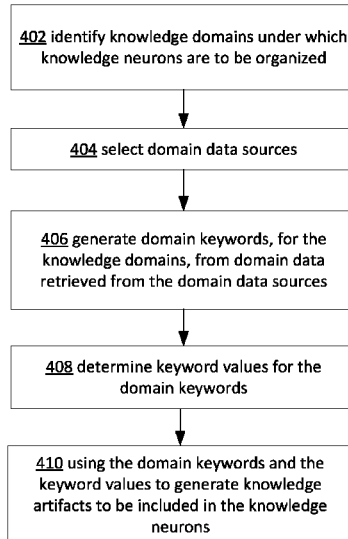 402 identify knowledge domains under which
knowledge neurons are to be organized
404 select domain data sources
406 generate domain keywords, for the
knowledge domains, from domain data
retrieved from the domain data sources
408 determine keyword values for the
domain keywords
410 using the domain keywords and the
keyword values to generate knowledge
artifacts to be included in the knowledge
neurons